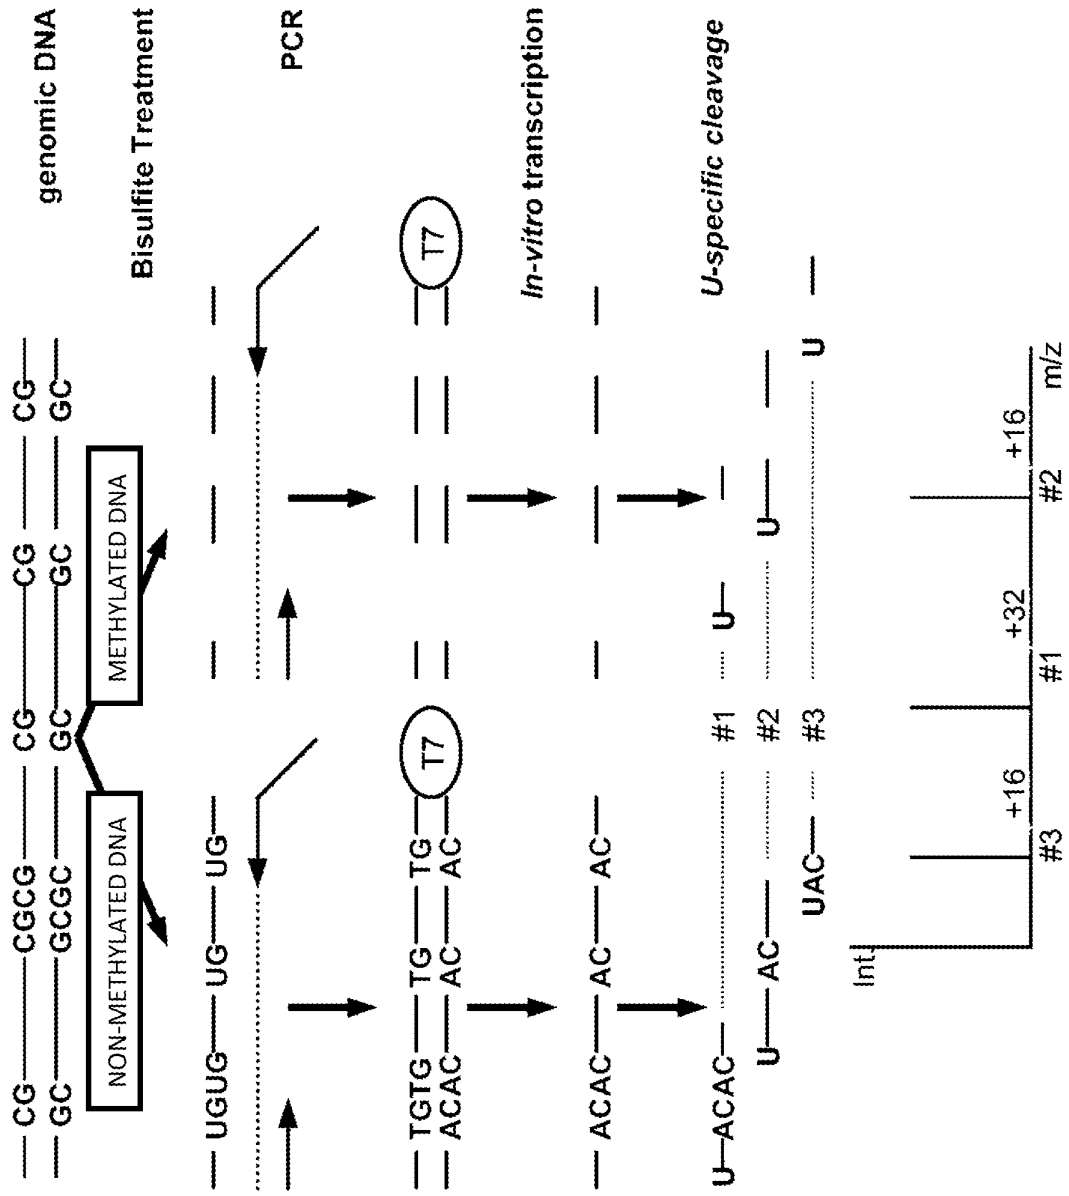 genomic DNA
CG CGCG CG CG CG
GC GCGC GC GC GC
NON-METHYLATED DNA
METHYLATED DNA
Bisulfite Treatment
UGUG UG UG
PCR
TGTG TG TG
ACAC AC AC
T7
T7
In-vitro transcription
ACAC AC AC
U-specific cleavage
U ACAC #1 U
U AC #2 U
UAC #3 U
Int.
+16 +32 +16
#3 #1 #2 m/z